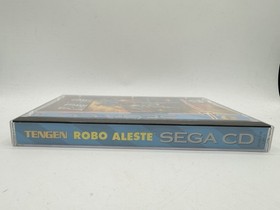 TENGEN ROBO ALESTE SEGA CD